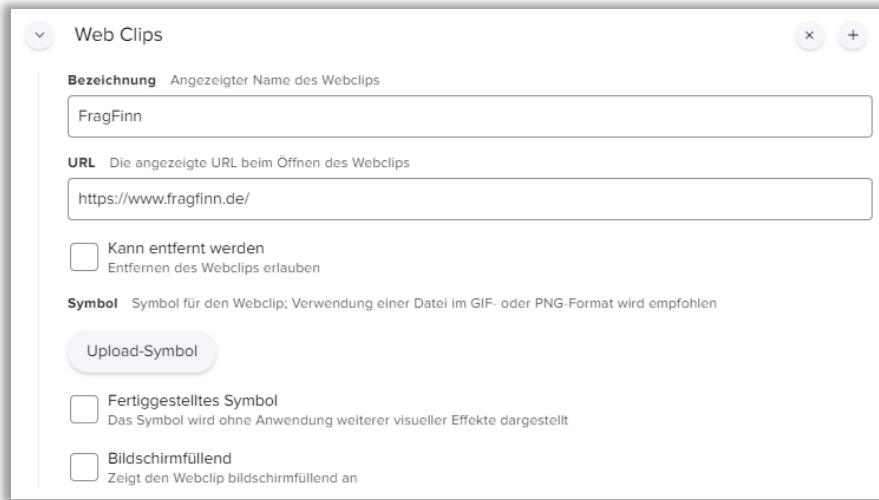 Web Clips
Bezeichnung Angezeigter Name des Webclips
FragFinn
URL Die angezeigte URL beim Öffnen des Webclips
https://www.fragfinn.de/
Kann entfernt werden
Entfernen des Webclips erlauben
Symbol Symbol für den Webclip; Verwendung einer Datei im GIF- oder PNG-Format wird empfohlen
Upload-Symbol
Fertiggestelltes Symbol
Das Symbol wird ohne Anwendung weiterer visueller Effekte dargestellt
Bildschirmfüllend
Zeigt den Webclip bildschirmfüllend an